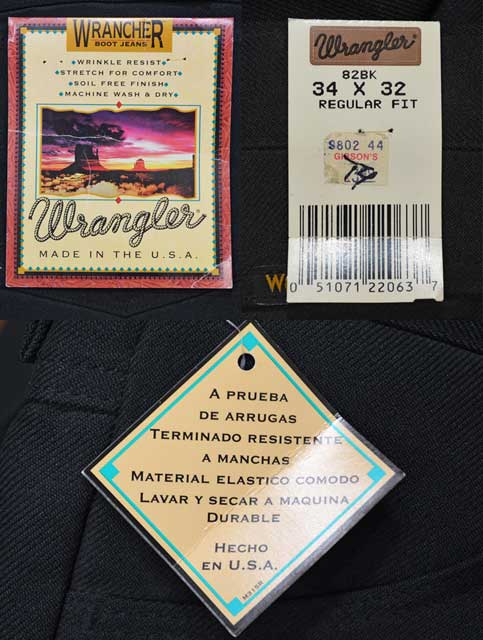 WRANCHER
BOOT JEANS
WRINKLE RESIST
STRETCH FOR COMFORT
SOIL FREE FINISH
MACHINE WASH & DRY
Wrangler
MADE IN THE U.S.A.
Wrangler
82BK
34 X 32
REGULAR FIT
9802 44
GIBSON'S
W
0 51071 22063 7
A PRUEBA
DE ARRUGAS
TERMINADO RESISTENTE
A MANCHAS
MATERIAL ELASTICO COMODO
LAVAR Y SECAR A MAQUINA
DURABLE
HECHO
EN U.S.A.
M315R